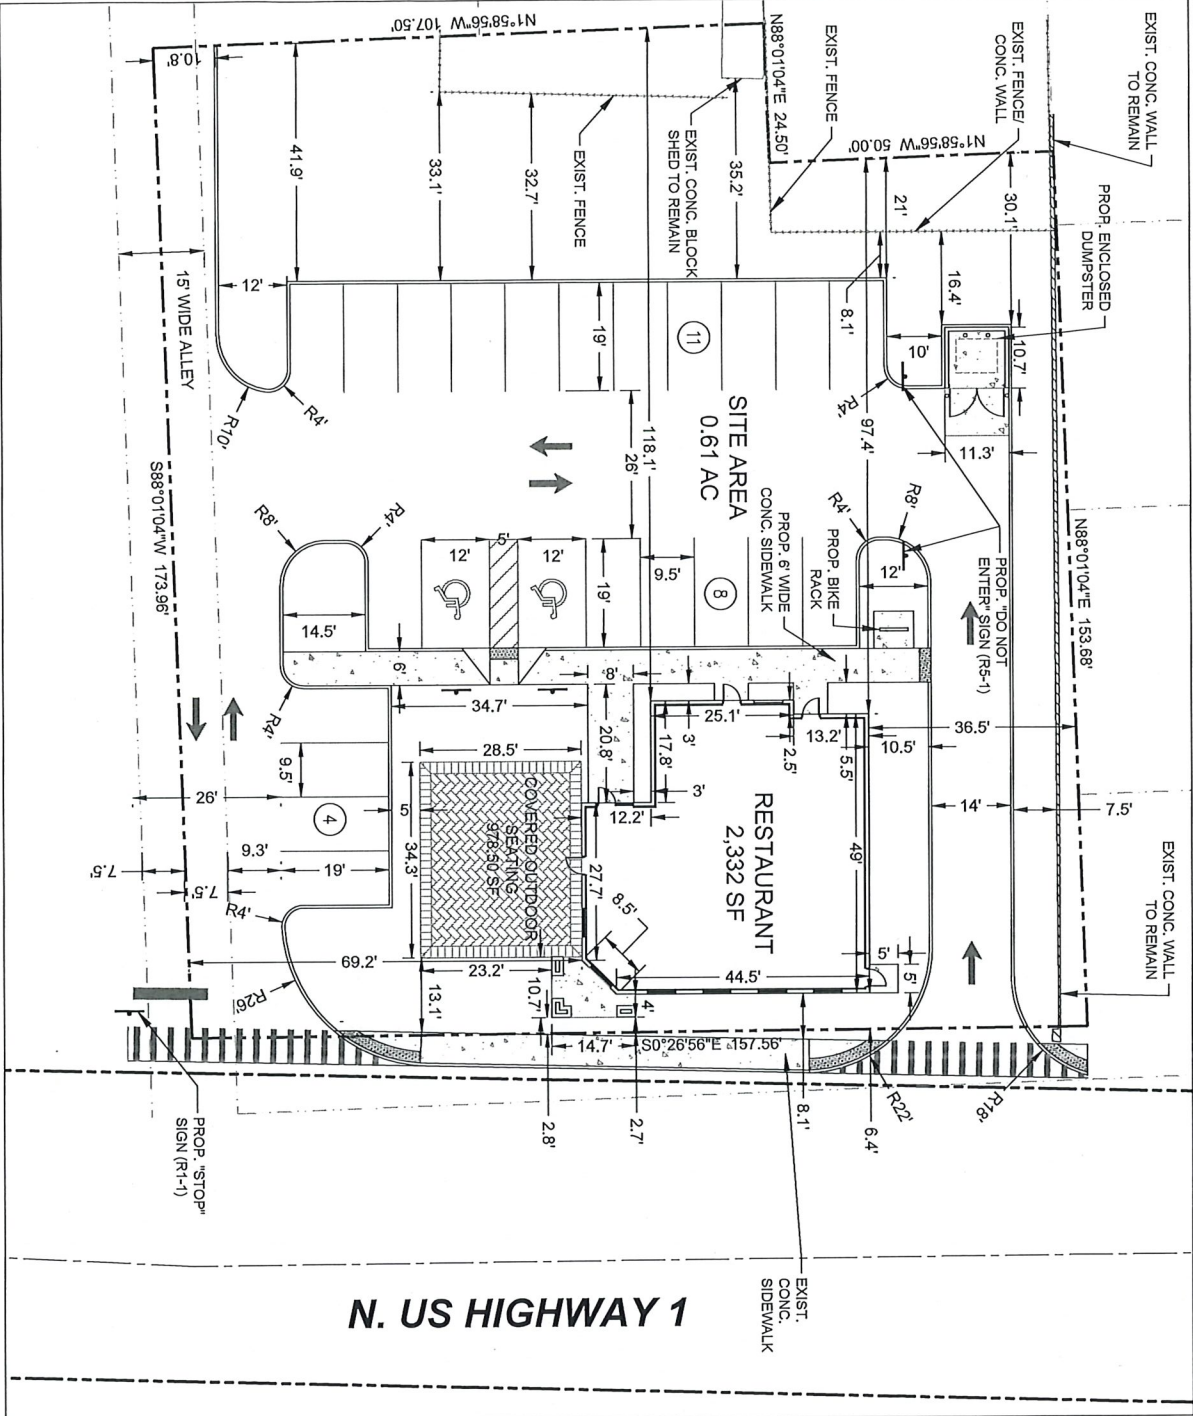 N1°58'56"W 107.50'
10.8'
41.9'
33.1'
32.7'
EXIST. FENCE
EXIST. CONC. BLOCK
SHED TO REMAIN
35.2'
N88°01'04"E 24.50'
EXIST. FENCE
N1°58'56"W 50.00'
21'
EXIST. FENCE/
CONC. WALL
30.1'
EXIST. CONC. WALL
TO REMAIN
PROP. ENCLOSED
DUMPSTER
16.4'
8.1'
10'
10.7'
11.3'
12'
15' WIDE ALLEY
19'
11
R4'
R10'
R4'
118.1'
26'
SITE AREA
0.61 AC
97.4'
S88°01'04"W 173.96'
N88°01'04"E 153.68'
R8'
R4'
12'
5'
12'
19'
9.5'
8
PROP. 6' WIDE
CONC. SIDEWALK
PROP. BIKE
RACK
R4'
R8'
12'
PROP. "DO NOT
ENTER" SIGN (R5-1)
14.5'
6'
8'
R4'
34.7'
20.8'
17.8'
3'
25.1'
2.5'
13.2'
5.5'
10.5'
36.5'
9.5'
28.5'
3'
12.2'
26'
4
5'
34.3'
COVERED OUTDOOR
SEATING
978.50 SF
27.7'
8.5'
RESTAURANT
2,332 SF
49'
14'
7.5'
EXIST. CONC. WALL
TO REMAIN
7.5'
7.5'
9.3'
19'
R4'
R26'
69.2'
23.2'
13.1'
10.7'
44.5'
4'
5'
5'
14.7'
S0°26'56"E 157.56'
R22'
R18'
2.8'
2.7'
8.1'
6.4'
PROP. "STOP"
SIGN (R1-1)
EXIST.
CONC.
SIDEWALK
N. US HIGHWAY 1